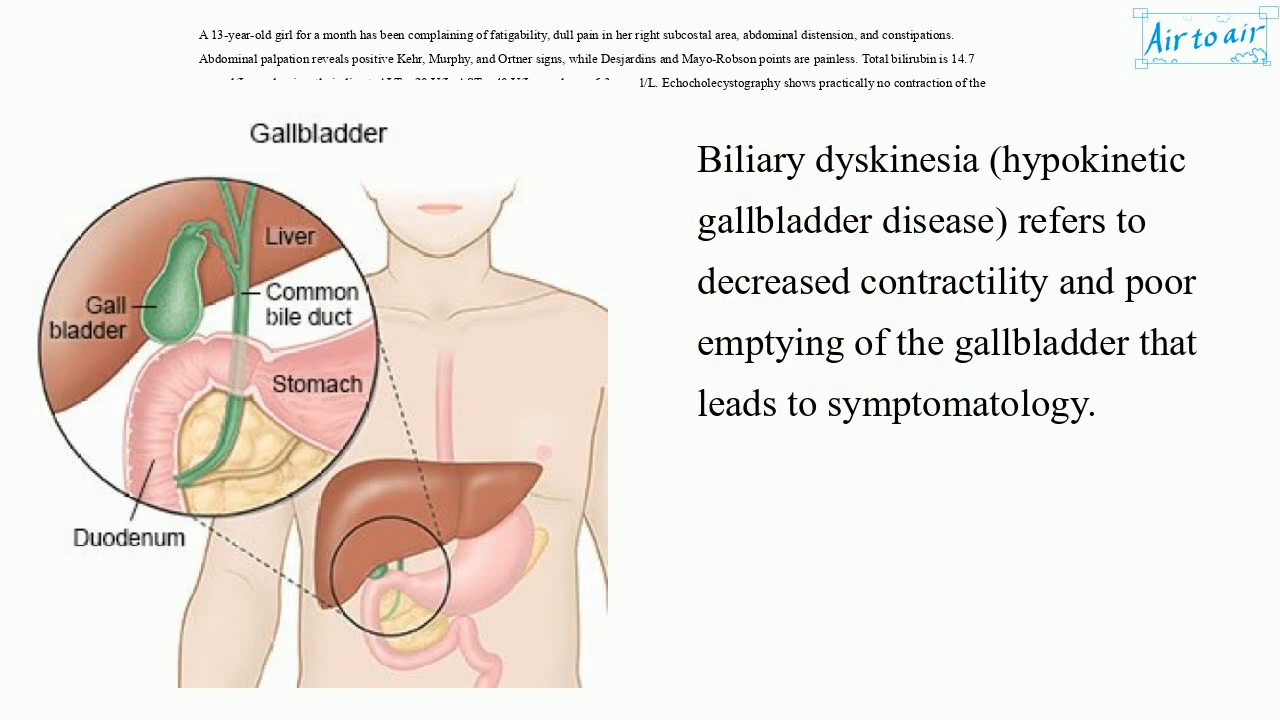 A 13-year-old girl for a month has been complaining of fatigability, dull pain in her right subcostal area, abdominal distension, and constipations.
Abdominal palpation reveals positive Kehr, Murphy, and Ortner signs, while Desjardins and Mayo-Robson points are painless. Total bilirubin is 14.7
l/L. Echocholecystography shows practically no contraction of the
Air to air
Gallbladder
Liver
Gall
bladder
Common
bile duct
Stomach
Duodenum
Biliary dyskinesia (hypokinetic
gallbladder disease) refers to
decreased contractility and poor
emptying of the gallbladder that
leads to symptomatology.